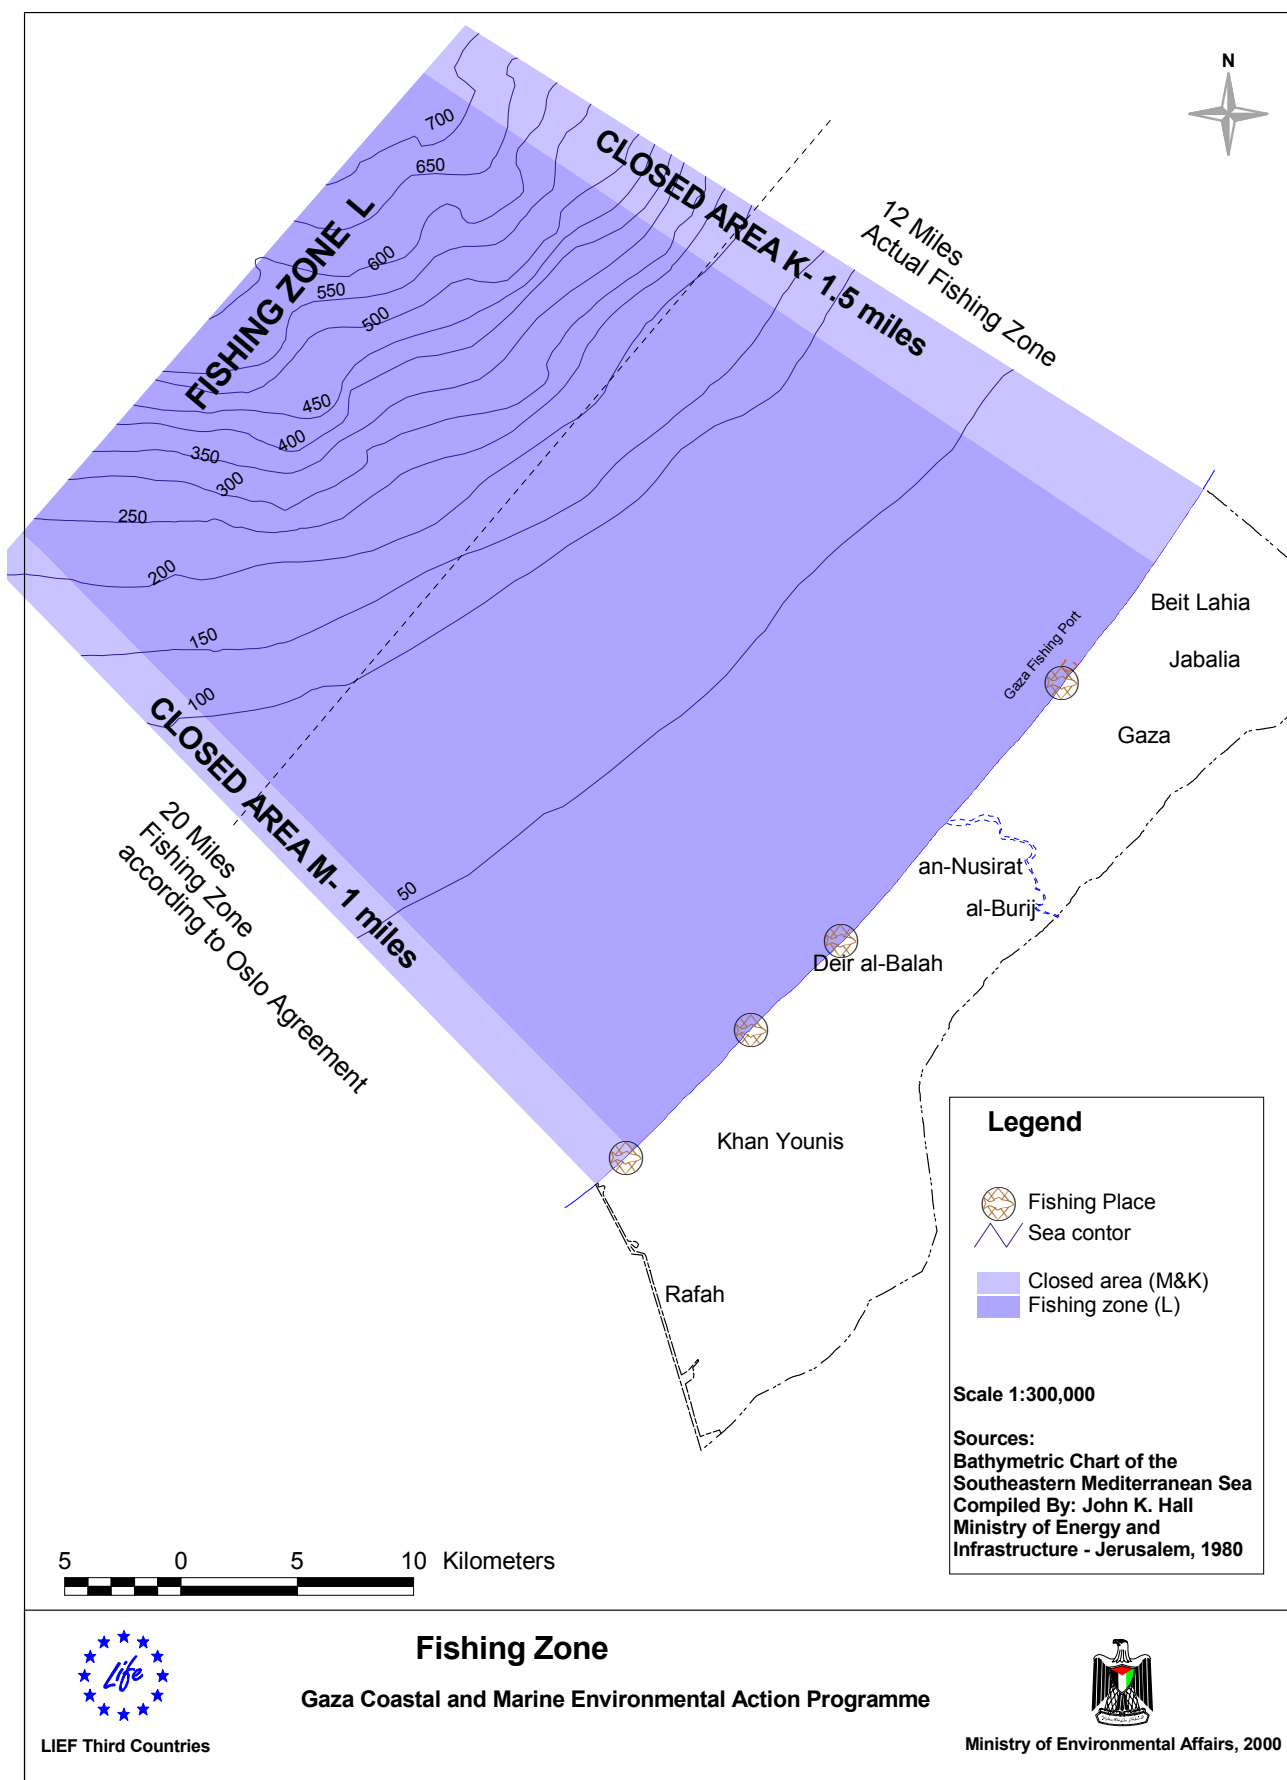 N
700
650
600
550
500
450
400
350
300
250
200
150
100
50
FISHING ZONE L
CLOSED AREA K- 1.5 miles
12 Miles
Actual Fishing Zone
CLOSED AREA M- 1 miles
20 Miles
Fishing Zone
according to Oslo Agreement
Beit Lahia
Jabalia
Gaza Fishing Port
Gaza
an-Nusirat
al-Burij
Deir al-Balah
Khan Younis
Rafah
Legend
Fishing Place
Sea contor
Closed area (M&K)
Fishing zone (L)
Scale 1:300,000
Sources:
Bathymetric Chart of the
Southeastern Mediterranean Sea
Compiled By: John K. Hall
Ministry of Energy and
Infrastructure - Jerusalem, 1980
5 0 5 10 Kilometers
Fishing Zone
Gaza Coastal and Marine Environmental Action Programme
Life
LIEF Third Countries
Ministry of Environmental Affairs, 2000